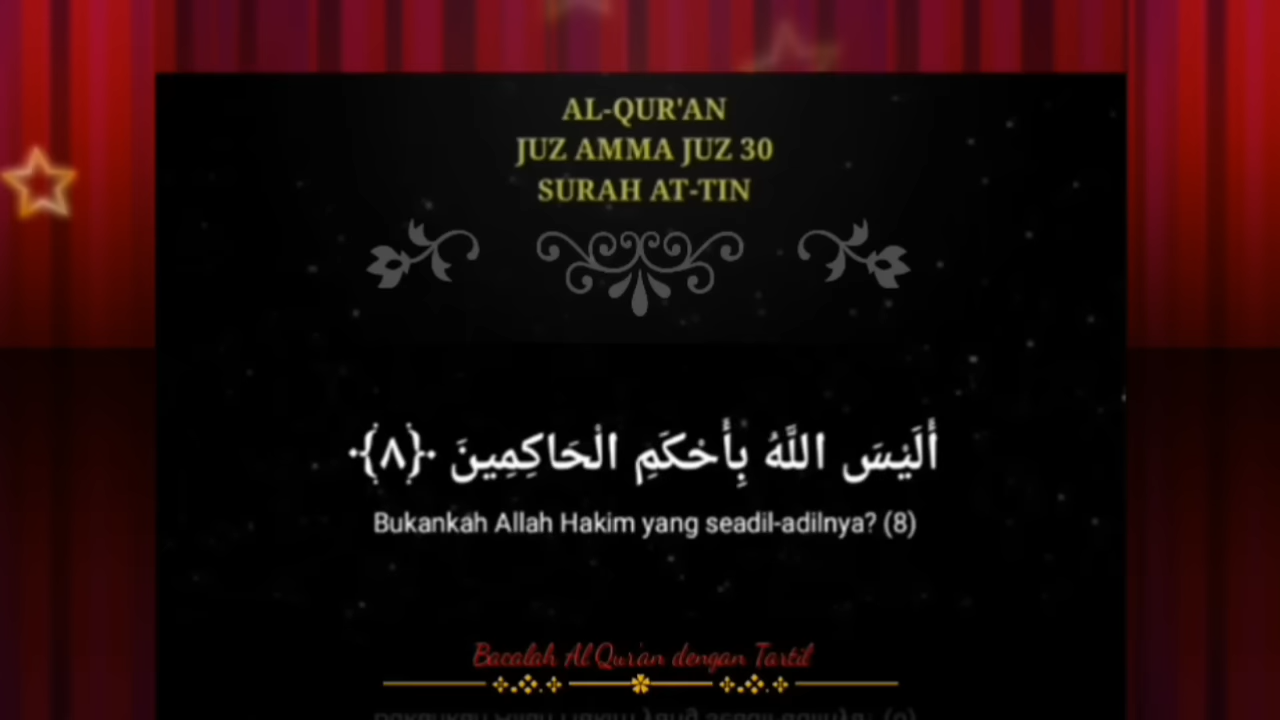 AL-QUR'AN
JUZ AMMA JUZ 30
SURAH AT-TIN
أَلَيْسَ اللَّهُ بِأَحْكَمِ الْحَاكِمِينَ ﴿٨﴾
Bukankah Allah Hakim yang seadil-adilnya? (8)
Bacalah Al Qur'an dengan Tartil